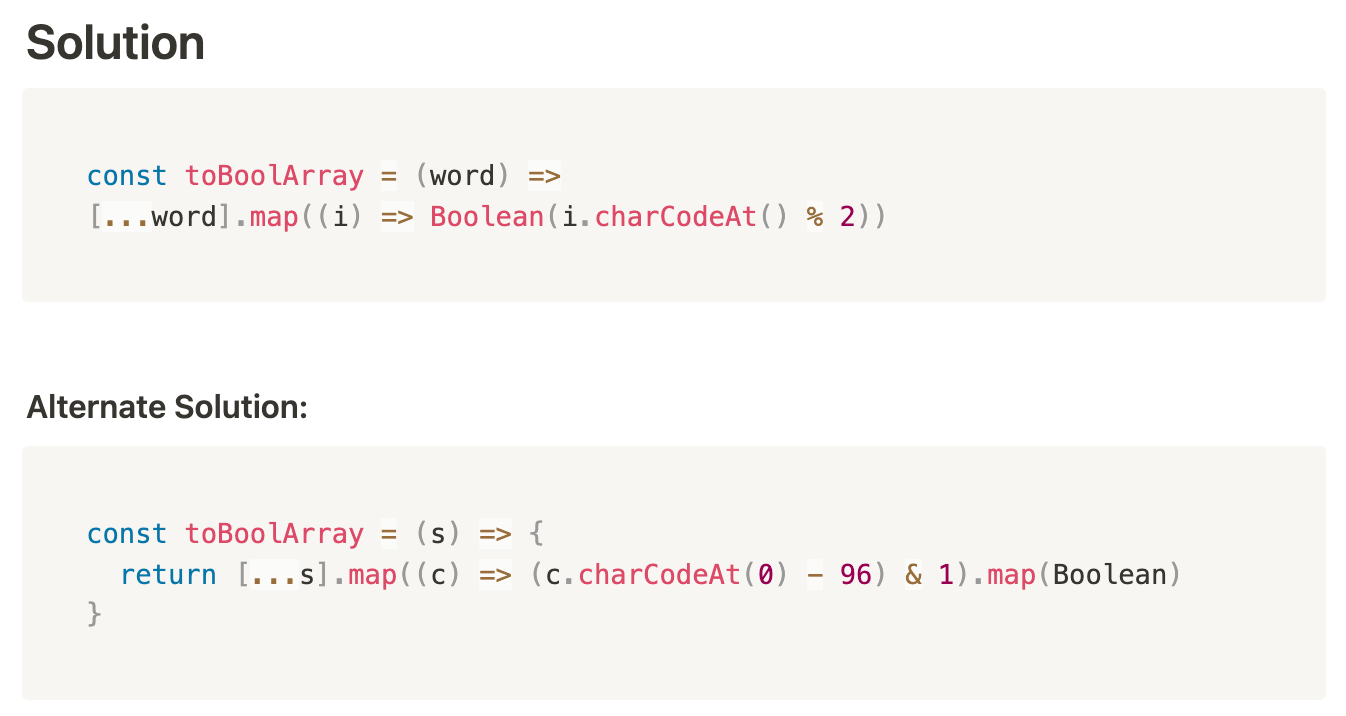 Solution
const toBoolArray = (word) =>
[...word].map((i) => Boolean(i.charCodeAt() % 2))
Alternate Solution:
const toBoolArray = (s) => {
  return [...s].map((c) => (c.charCodeAt(0) - 96) & 1).map(Boolean)
}